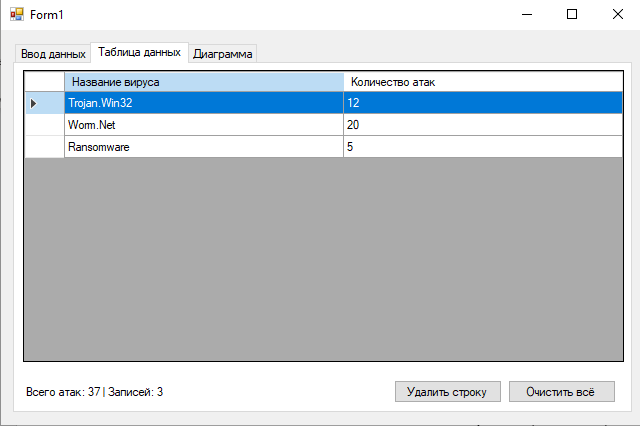 Form1
Ввод данных Таблица данных Диаграмма
Название вируса Количество атак
Trojan.Win32 12
Worm.Net 20
Ransomware 5
Всего атак: 37 | Записей: 3 Удалить строку Очистить всё